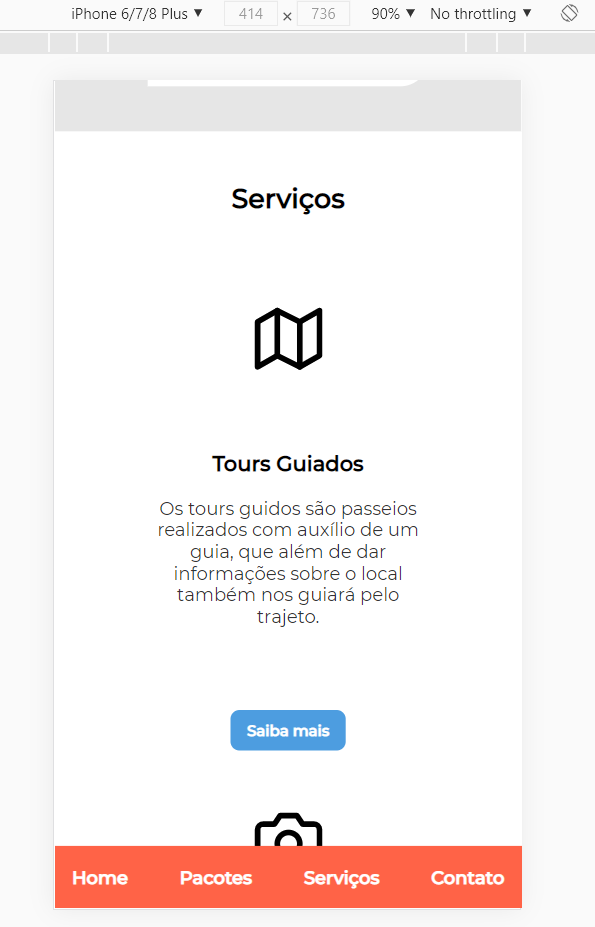 iPhone 6/7/8 Plus ▼ 414 × 736 90% ▼ No throttling ▼
Serviços
Tours Guiados
Os tours guidos são passeios
realizados com auxílio de um
guia, que além de dar
informações sobre o local
também nos guiará pelo
trajeto.
Saiba mais
Home Pacotes Serviços Contato